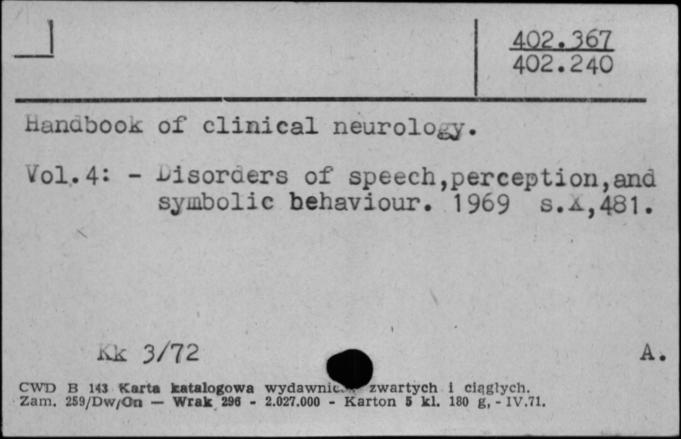 402.367
402.240
Handbook of clinical neurology.
Vol.4: - Disorders of speech,perception,and
symbolic behaviour. 1969 s.X,481.
Kk 3/72
A.
CWD B 143 Karta katalogowa zwartych i ciągłych.
Zam. 259/Dw/On — Wrak 296 - 2.027.000 - Karton 5 kl. 180 g, - IV.71.